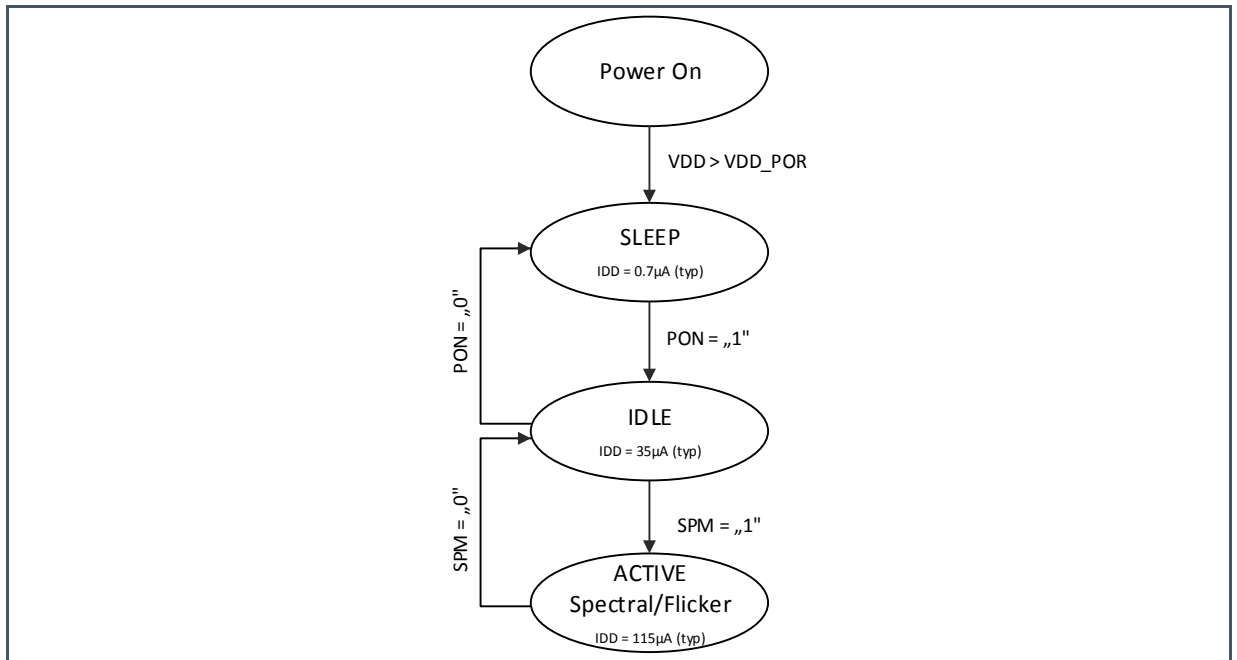 Power On
VDD > VDD_POR
SLEEP
IDD = 0.7µA (typ)
PON = „0"
PON = „1"
IDLE
IDD = 35µA (typ)
SPM = „0"
SPM = „1"
ACTIVE
Spectral/Flicker
IDD = 115µA (typ)